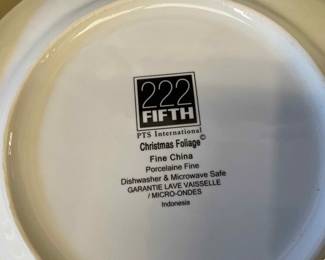 222
FIFTH
PTS International
Christmas Foliage©
Fine China
Porcelaine Fine
Dishwasher & Microwave Safe
GARANTIE LAVE VAISSELLE
/ MICRO-ONDES
Indonesia